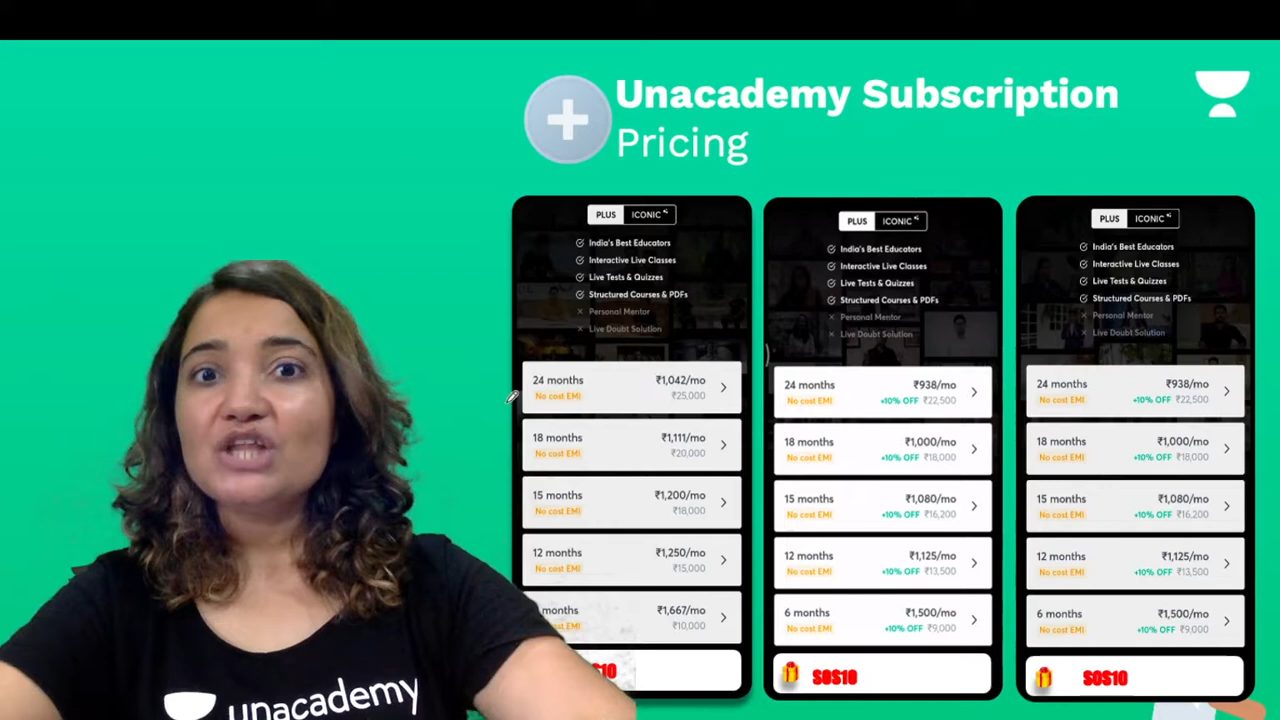 Unacademy Subscription
Pricing
PLUS ICONIC
India's Best Educators
Interactive Live Classes
Live Tests & Quizzes
Structured Courses & PDFs
Personal Mentor
Live Doubt Solution
24 months ₹1,042/mo
No cost EMI ₹25,000
18 months ₹1,111/mo
No cost EMI ₹20,000
15 months ₹1,200/mo
No cost EMI ₹18,000
12 months ₹1,250/mo
No cost EMI ₹15,000
months ₹1,667/mo
cost EMI ₹10,000
PLUS ICONIC
India's Best Educators
Interactive Live Classes
Live Tests & Quizzes
Structured Courses & PDFs
Personal Mentor
Live Doubt Solution
24 months ₹938/mo
No cost EMI +10% OFF ₹22,500
18 months ₹1,000/mo
No cost EMI +10% OFF ₹18,000
15 months ₹1,080/mo
No cost EMI +10% OFF ₹16,200
12 months ₹1,125/mo
No cost EMI +10% OFF ₹13,500
6 months ₹1,500/mo
No cost EMI +10% OFF ₹9,000
SOS10
PLUS ICONIC
India's Best Educators
Interactive Live Classes
Live Tests & Quizzes
Structured Courses & PDFs
Personal Mentor
Live Doubt Solution
24 months ₹938/mo
No cost EMI +10% OFF ₹22,500
18 months ₹1,000/mo
No cost EMI +10% OFF ₹18,000
15 months ₹1,080/mo
No cost EMI +10% OFF ₹16,200
12 months ₹1,125/mo
No cost EMI +10% OFF ₹13,500
6 months ₹1,500/mo
No cost EMI +10% OFF ₹9,000
SOS10
unacademy